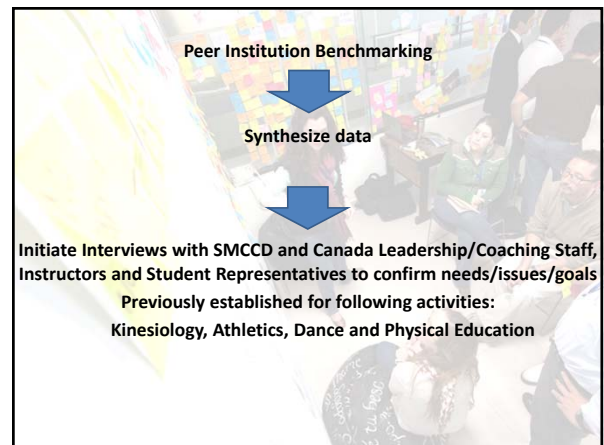 Peer Institution Benchmarking
Synthesize data
Initiate Interviews with SMCCD and Canada Leadership/Coaching Staff,
Instructors and Student Representatives to confirm needs/issues/goals
Previously established for following activities:
Kinesiology, Athletics, Dance and Physical Education